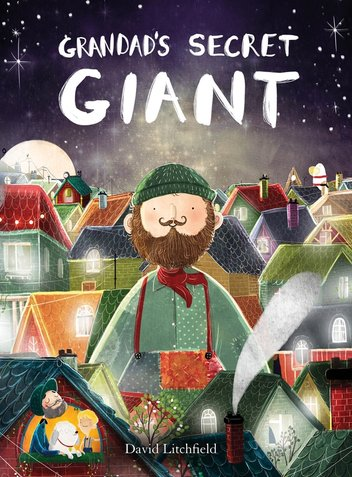 GRANDAD'S SECRET
GIANT
David Litchfield